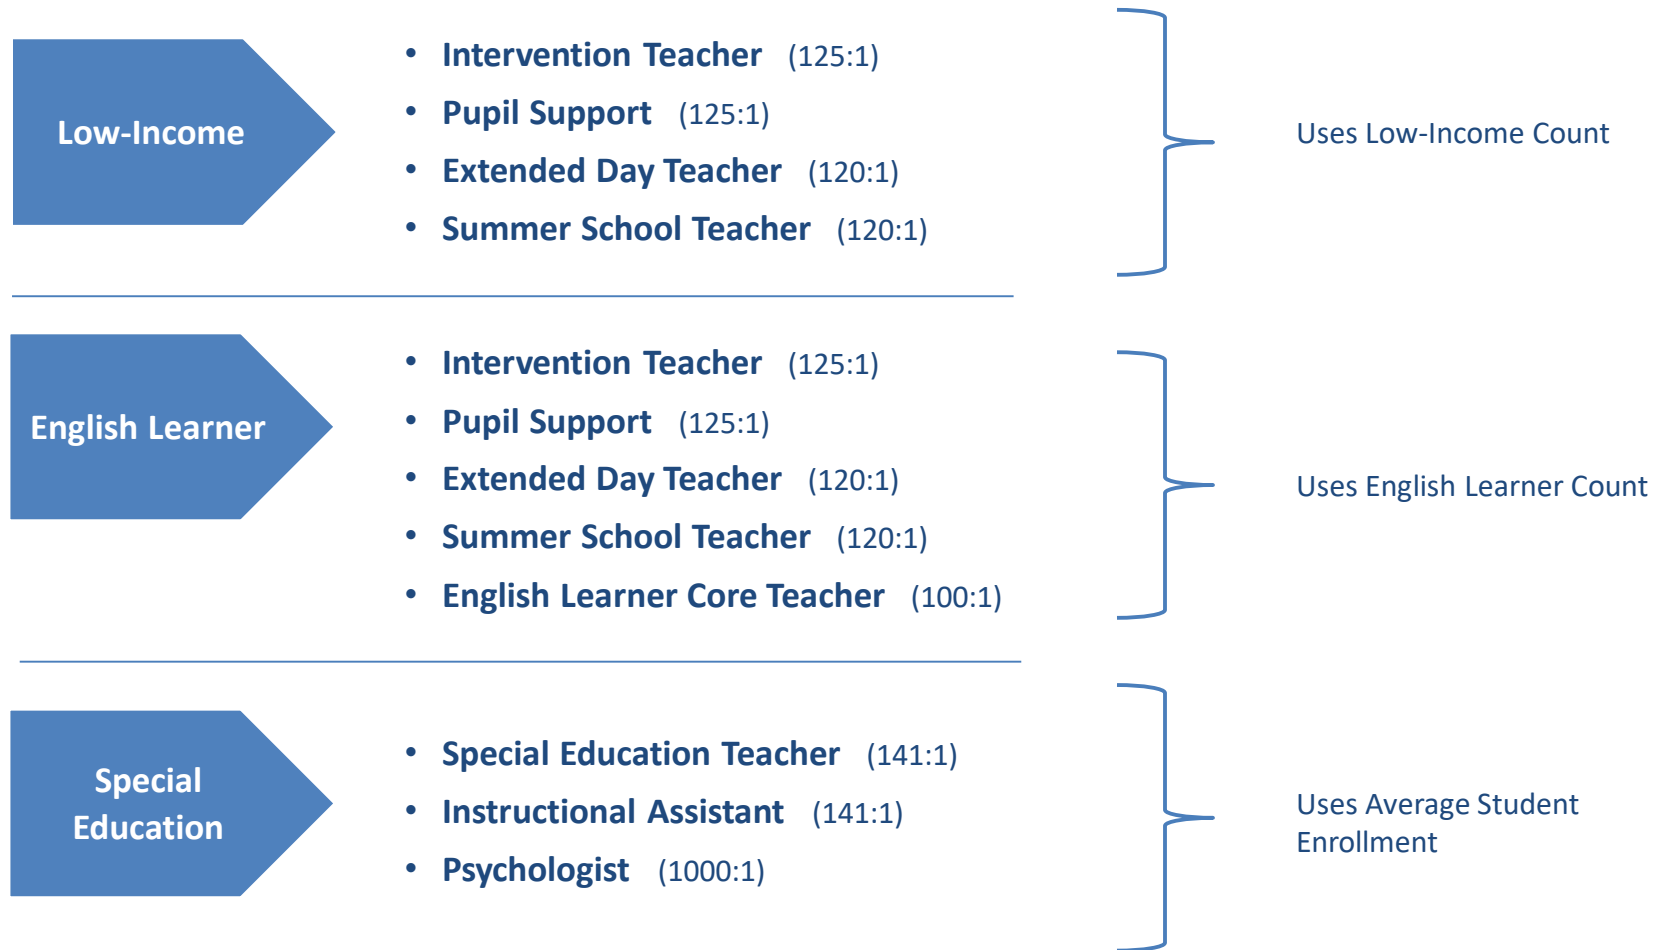 Low-Income
• Intervention Teacher (125:1)
• Pupil Support (125:1)
• Extended Day Teacher (120:1)
• Summer School Teacher (120:1)
Uses Low-Income Count
English Learner
• Intervention Teacher (125:1)
• Pupil Support (125:1)
• Extended Day Teacher (120:1)
• Summer School Teacher (120:1)
• English Learner Core Teacher (100:1)
Uses English Learner Count
Special
Education
• Special Education Teacher (141:1)
• Instructional Assistant (141:1)
• Psychologist (1000:1)
Uses Average Student
Enrollment